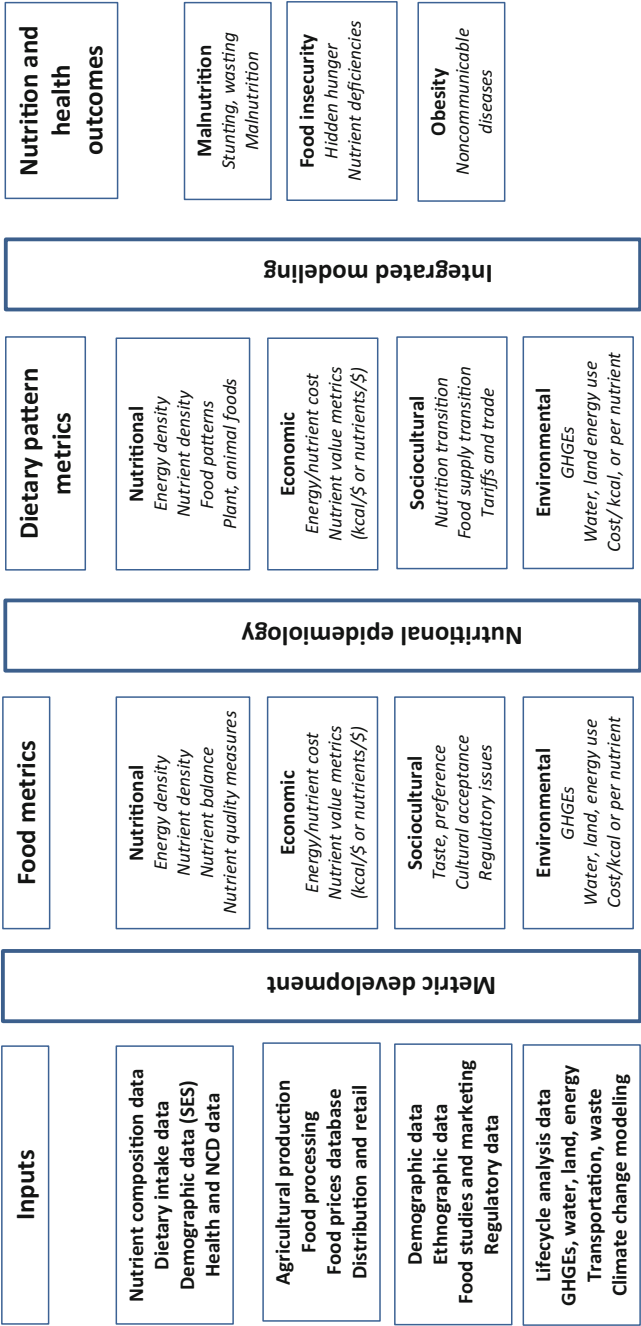 Inputs
Nutrient composition data
Dietary intake data
Demographic data (SES)
Health and NCD data
Agricultural production
Food processing
Food prices database
Distribution and retail
Demographic data
Ethnographic data
Food studies and marketing
Regulatory data
Lifecycle analysis data
GHGEs, water, land, energy
Transportation, waste
Climate change modeling
Metric development
Food metrics
Nutritional
Energy density
Nutrient density
Nutrient balance
Nutrient quality measures
Economic
Energy/nutrient cost
Nutrient value metrics
(kcal/$ or nutrients/$)
Sociocultural
Taste, preference
Cultural acceptance
Regulatory issues
Environmental
GHGEs
Water, land, energy use
Cost/kcal or per nutrient
Nutritional epidemiology
Dietary pattern
metrics
Nutritional
Energy density
Nutrient density
Food patterns
Plant, animal foods
Economic
Energy/nutrient cost
Nutrient value metrics
(kcal/$ or nutrients/$)
Sociocultural
Nutrition transition
Food supply transition
Tariffs and trade
Environmental
GHGEs
Water, land energy use
Cost/ kcal, or per nutrient
Integrated modeling
Nutrition and
health
outcomes
Malnutrition
Stunting, wasting
Malnutrition
Food insecurity
Hidden hunger
Nutrient deficiencies
Obesity
Noncommunicable
diseases